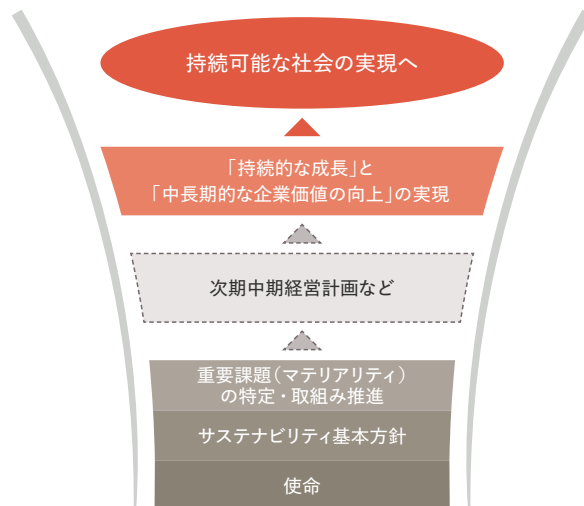 持続可能な社会の実現へ
「持続的な成長」と
「中長期的な企業価値の向上」の実現
次期中期経営計画など
重要課題（マテリアリティ）
の特定・取組み推進
サステナビリティ基本方針
使命